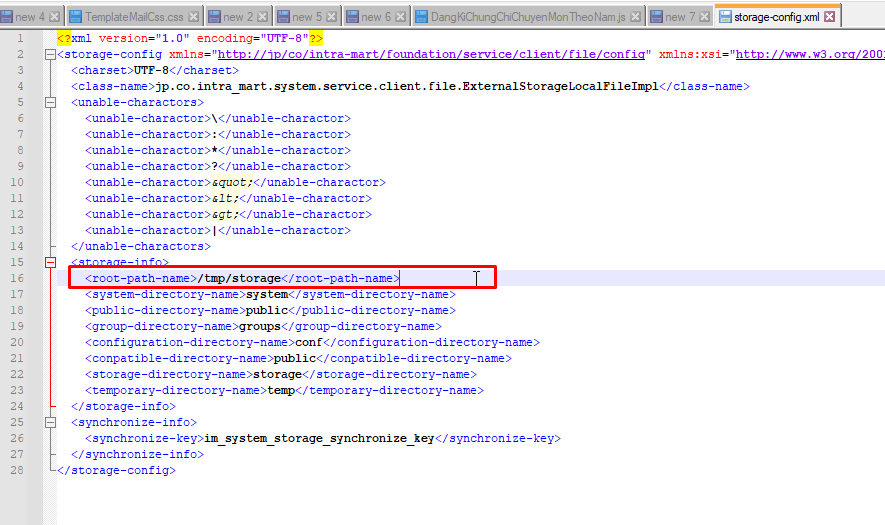 new 4 TemplateMailCss.css new 2 new 5 new 6 DangKiChungChiChuyenMonTheoNam.js new 7 storage-config.xml
1 <?xml version="1.0" encoding="UTF-8"?>
2 <storage-config xmlns="http://jp/co/intra-mart/foundation/service/client/file/config" xmlns:xsi="http://www.w3.org/200
3 <charset>UTF-8</charset>
4 <class-name>jp.co.intra_mart.system.service.client.file.ExternalStorageLocalFileImpl</class-name>
5 <unable-charactors>
6 <unable-charactor>\</unable-charactor>
7 <unable-charactor>:</unable-charactor>
8 <unable-charactor>*</unable-charactor>
9 <unable-charactor>?</unable-charactor>
10 <unable-charactor>&quot;</unable-charactor>
11 <unable-charactor>&lt;</unable-charactor>
12 <unable-charactor>&gt;</unable-charactor>
13 <unable-charactor>|</unable-charactor>
14 </unable-charactors>
15 <storage-info>
16 <root-path-name>/tmp/storage</root-path-name>
17 <system-directory-name>system</system-directory-name>
18 <public-directory-name>public</public-directory-name>
19 <group-directory-name>groups</group-directory-name>
20 <configuration-directory-name>conf</configuration-directory-name>
21 <conpatible-directory-name>public</conpatible-directory-name>
22 <storage-directory-name>storage</storage-directory-name>
23 <temporary-directory-name>temp</temporary-directory-name>
24 </storage-info>
25 <synchronize-info>
26 <synchronize-key>im_system_storage_synchronize_key</synchronize-key>
27 </synchronize-info>
28 </storage-config>